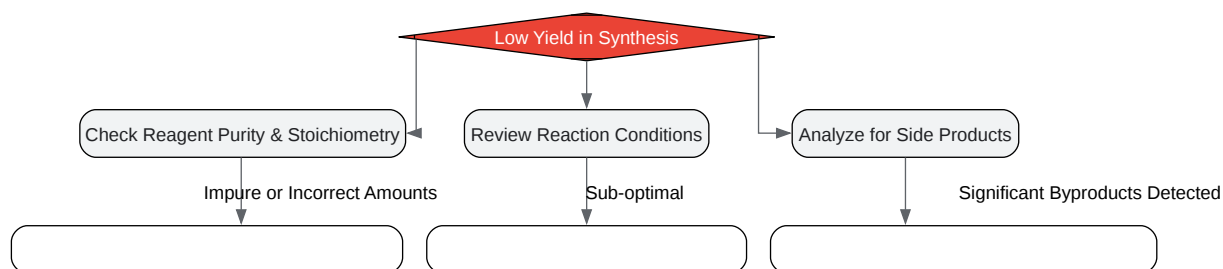 Low Yield in Synthesis
Check Reagent Purity & Stoichiometry
Review Reaction Conditions
Analyze for Side Products
Impure or Incorrect Amounts
Sub-optimal
Significant Byproducts Detected